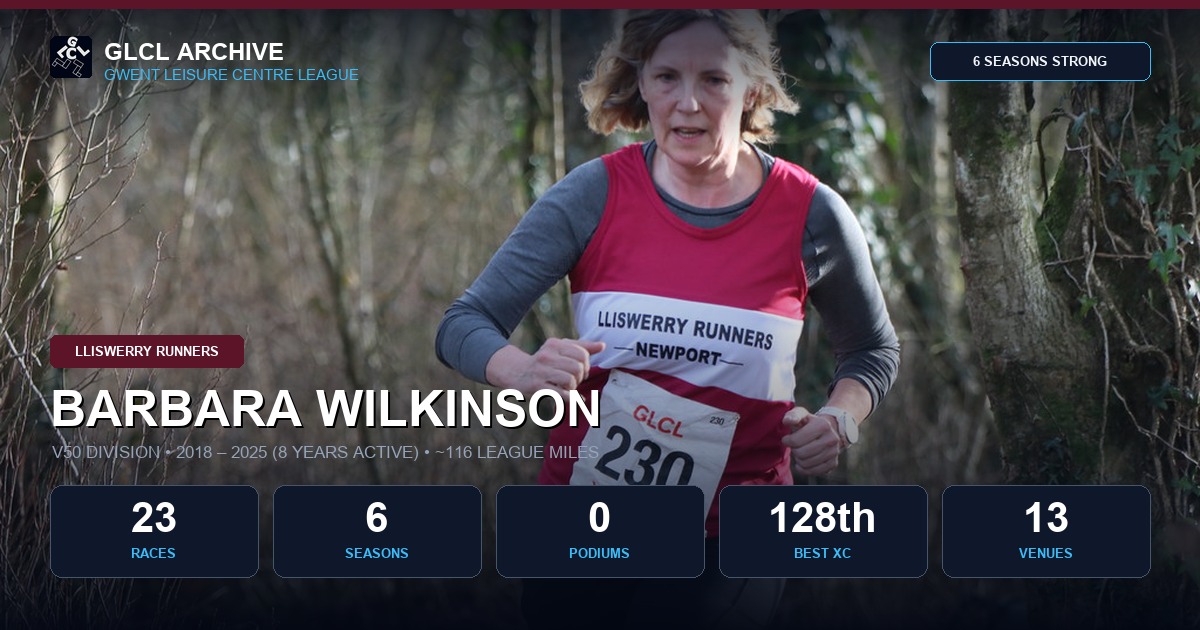 GLCL ARCHIVE
GWENT LEISURE CENTRE LEAGUE
6 SEASONS STRONG
LLISWERRY RUNNERS
—NEWPORT—
GLCL
230
230
LLISWERRY RUNNERS
BARBARA WILKINSON
V50 DIVISION • 2018 – 2025 (8 YEARS ACTIVE) • ~116 LEAGUE MILES
23
RACES
6
SEASONS
0
PODIUMS
128th
BEST XC
13
VENUES